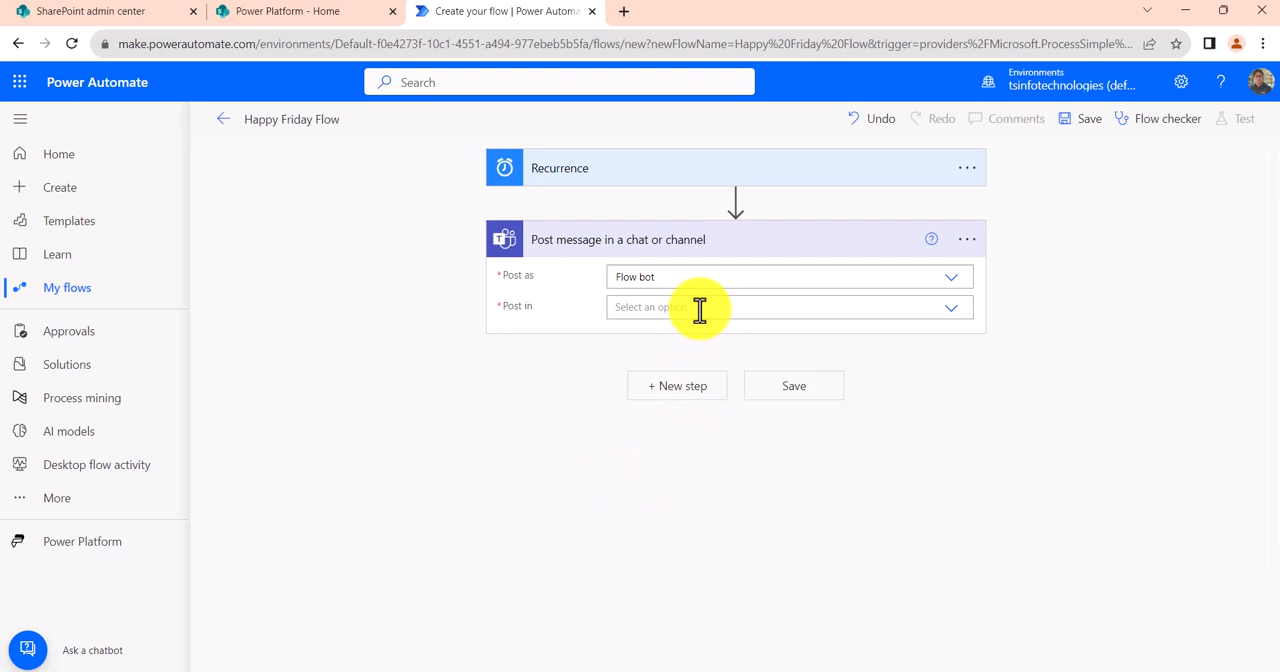 SharePoint admin center
Power Platform - Home
Create your flow | Power Automa
make.powerautomate.com/environments/Default-f0e4273f-10c1-4551-a494-977ebeb5b5fa/flows/new?newFlowName=Happy%20Friday%20Flow&trigger=providers%2FMicrosoft.ProcessSimple%...
Power Automate
Search
Environments
tsinfotechnologies (def...
Happy Friday Flow
Undo
Redo
Comments
Save
Flow checker
Test
Home
Create
Templates
Learn
My flows
Approvals
Solutions
Process mining
AI models
Desktop flow activity
More
Power Platform
Ask a chatbot
Recurrence
Post message in a chat or channel
* Post as
Flow bot
* Post in
Select an option
+ New step
Save